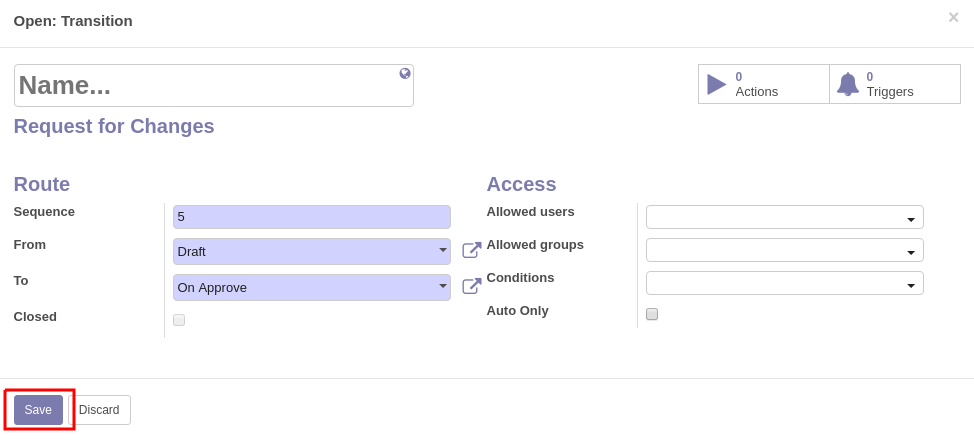 Open: Transition
×
Name...
0
Actions
0
Triggers
Request for Changes
Route
Access
Sequence
5
Allowed users
From
Draft
Allowed groups
To
On Approve
Conditions
Closed
Auto Only
Save
Discard